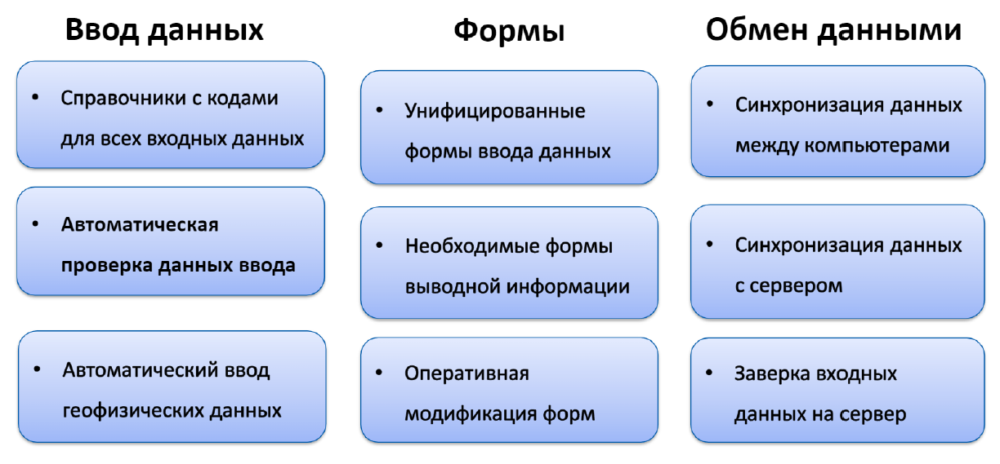 Ввод данных
• Справочники с кодами
для всех входных данных
• Автоматическая
проверка данных ввода
• Автоматический ввод
геофизических данных
Формы
• Унифицированные
формы ввода данных
• Необходимые формы
выводной информации
• Оперативная
модификация форм
Обмен данными
• Синхронизация данных
между компьютерами
• Синхронизация данных
с сервером
• Заверка входных
данных на сервер